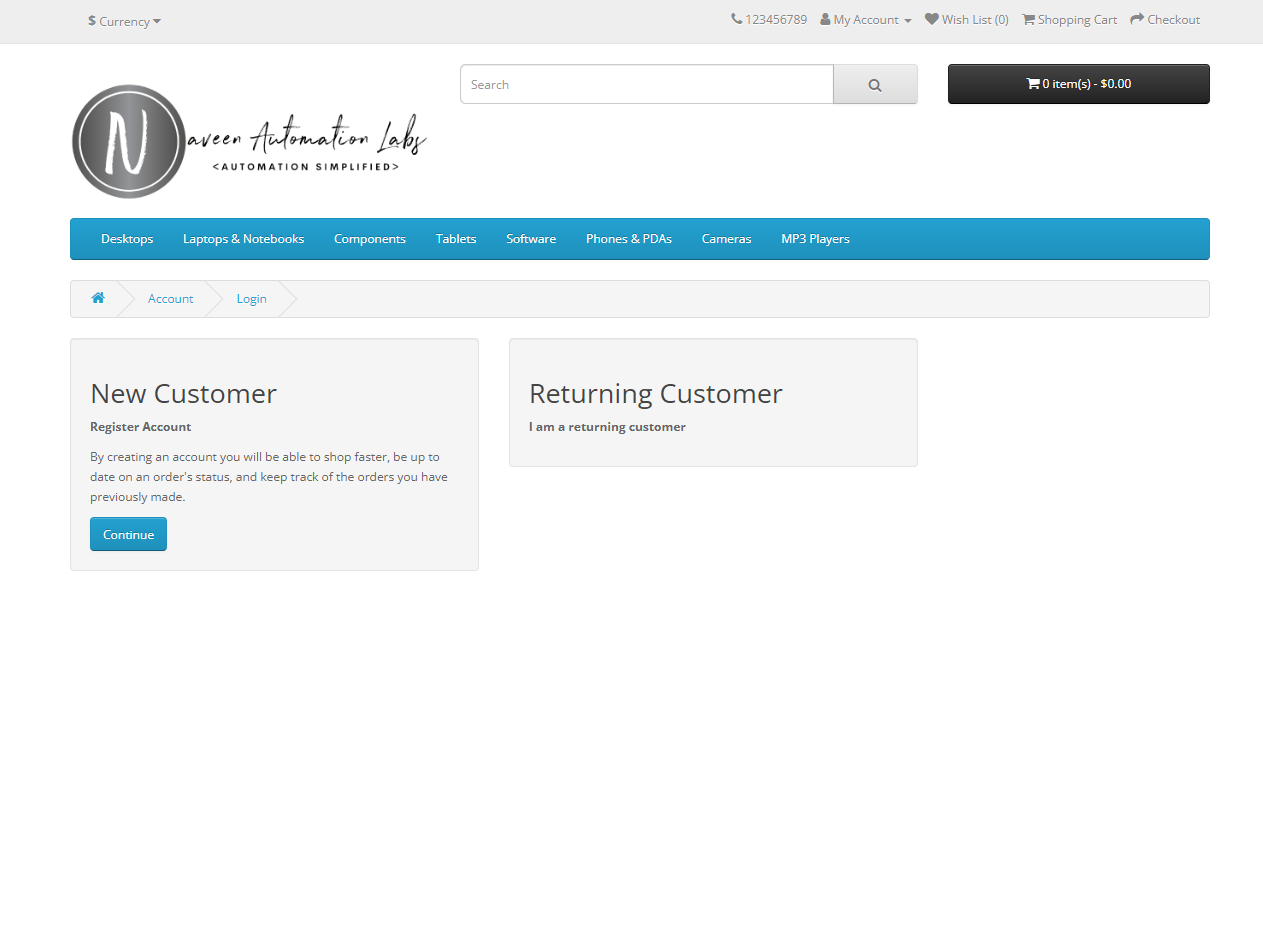 $ Currency
123456789 My Account Wish List (0) Shopping Cart Checkout
Search
0 item(s) - $0.00
N aveen Automation Labs
<AUTOMATION SIMPLIFIED>
Desktops Laptops & Notebooks Components Tablets Software Phones & PDAs Cameras MP3 Players
Account Login
New Customer
Register Account
By creating an account you will be able to shop faster, be up to
date on an order's status, and keep track of the orders you have
previously made.
Continue
Returning Customer
I am a returning customer